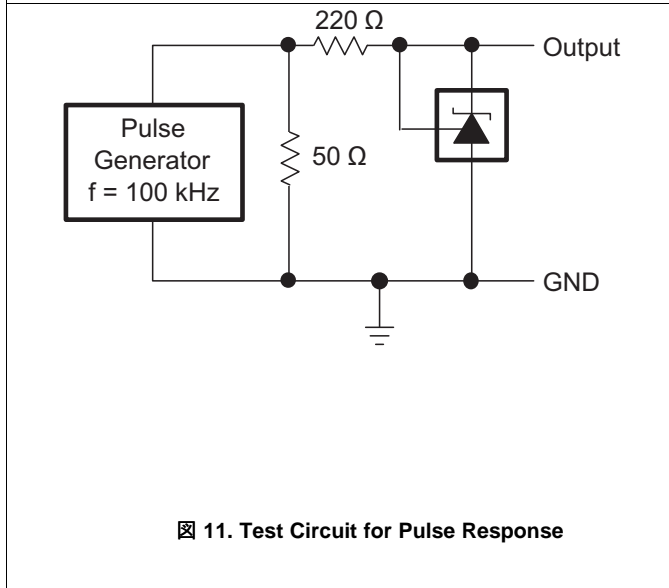 220 Ω
Output
Pulse
Generator
f = 100 kHz
50 Ω
GND
図 11. Test Circuit for Pulse Response